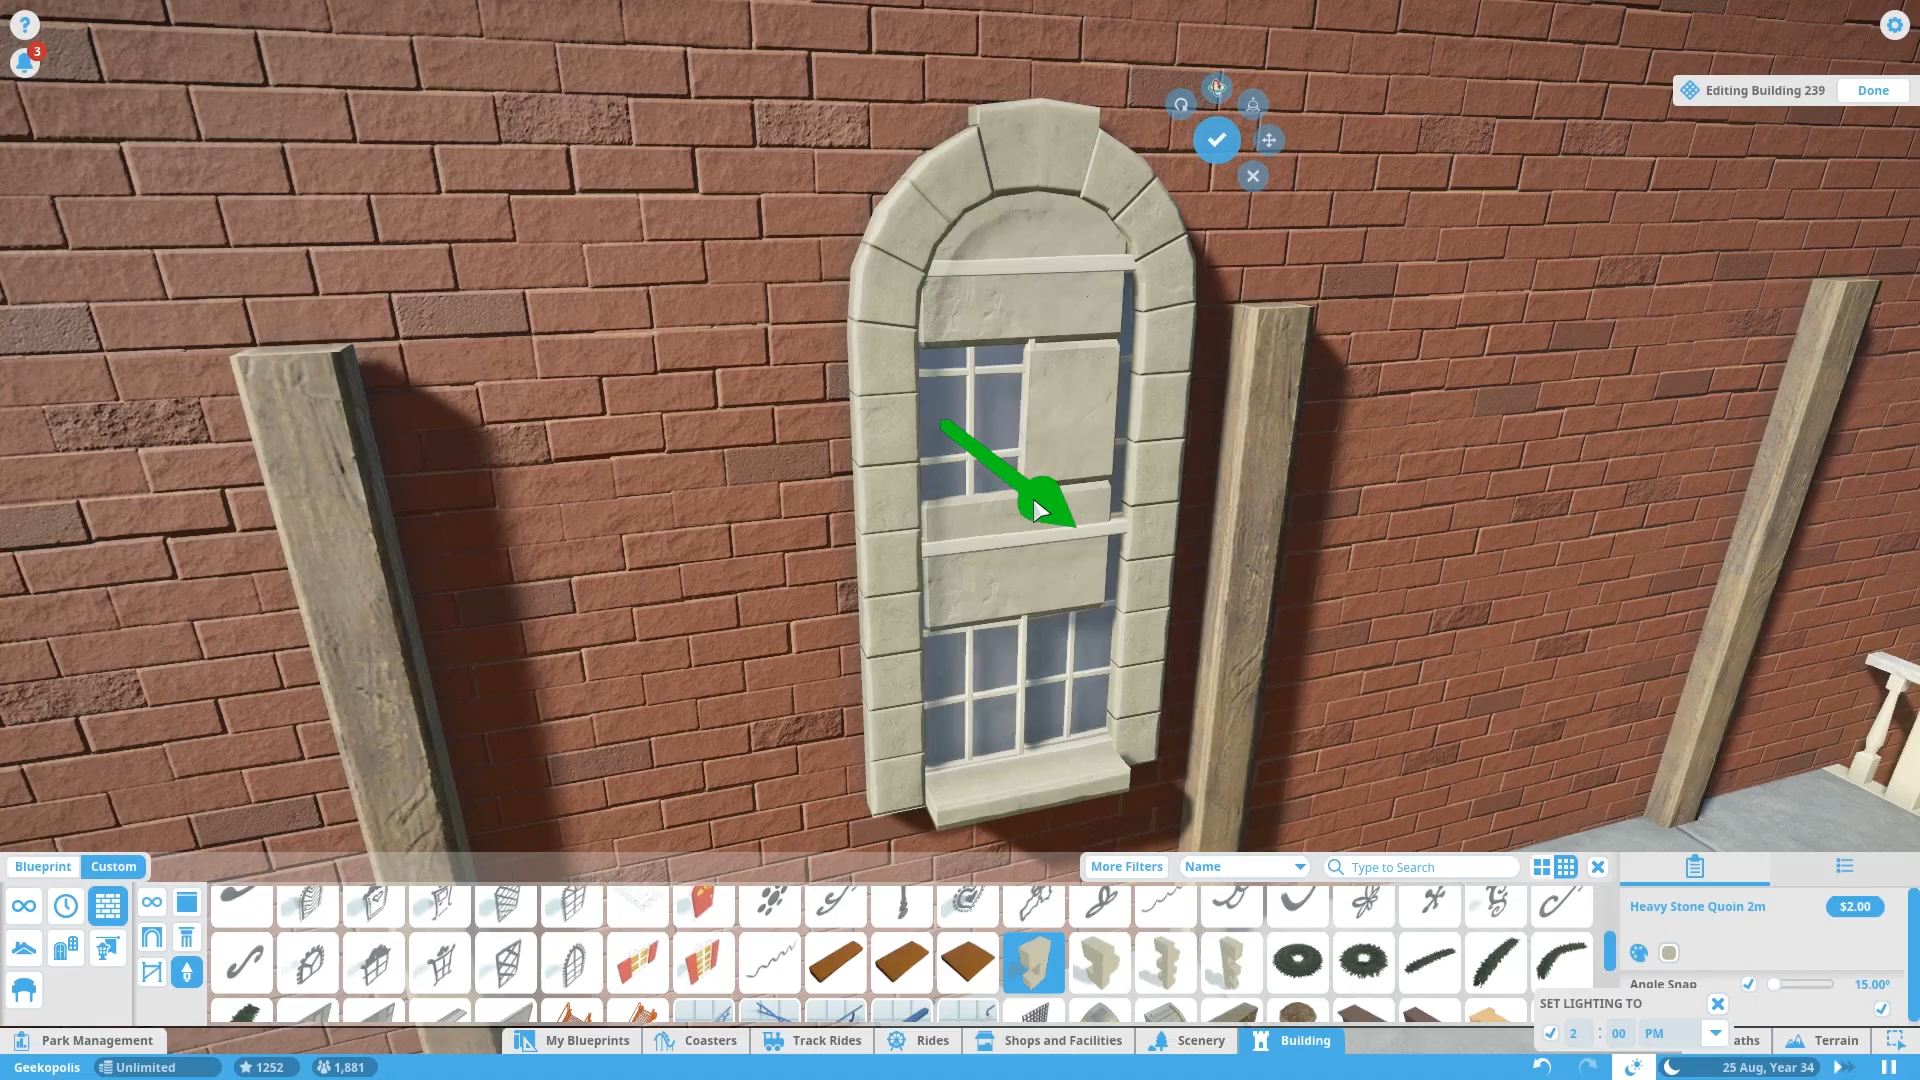 ?
3
Editing Building 239
Done
Blueprint
Custom
More Filters
Name
Type to Search
Heavy Stone Quoin 2m
$2.00
Angle Snap
15.00°
SET LIGHTING TO
2 : 00 PM
Park Management
My Blueprints
Coasters
Track Rides
Rides
Shops and Facilities
Scenery
Building
aths
Terrain
Geekopolis
Unlimited
1252
1,881
25 Aug, Year 34